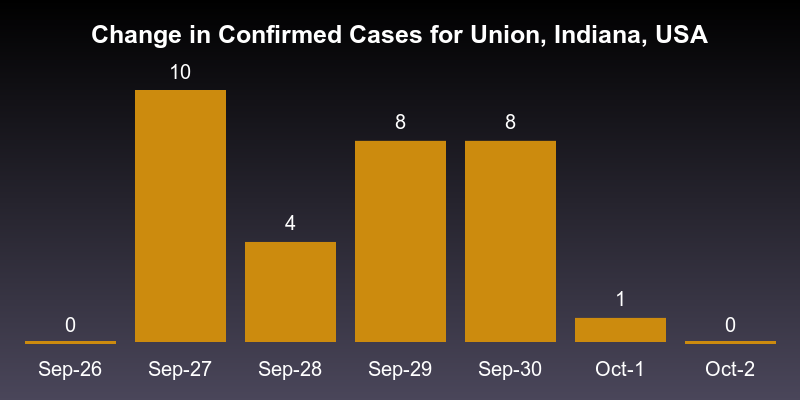 Change in Confirmed Cases for Union, Indiana, USA
0 10 4 8 8 1 0
Sep-26 Sep-27 Sep-28 Sep-29 Sep-30 Oct-1 Oct-2